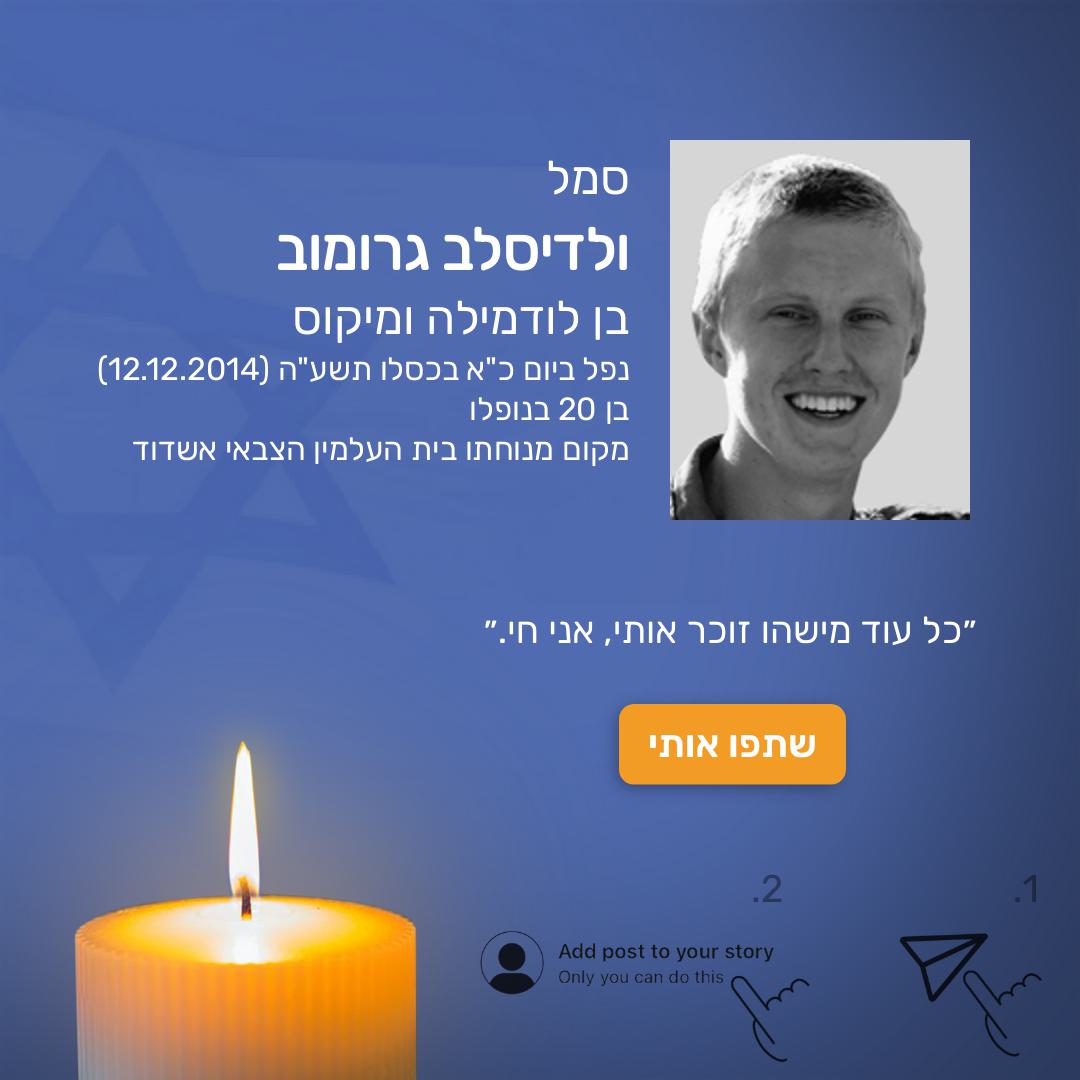 סמל
ולדיסלב גרומוב
בן לודמילה ומיקוס
נפל ביום כ"א בכסלו תשע"ה (12.12.2014)
בן 20 בנופלו
מקום מנוחתו בית העלמין הצבאי אשדוד
״כל עוד מישהו זוכר אותי, אני חי.״
שתפו אותי
1.
2.
Add post to your story
Only you can do this